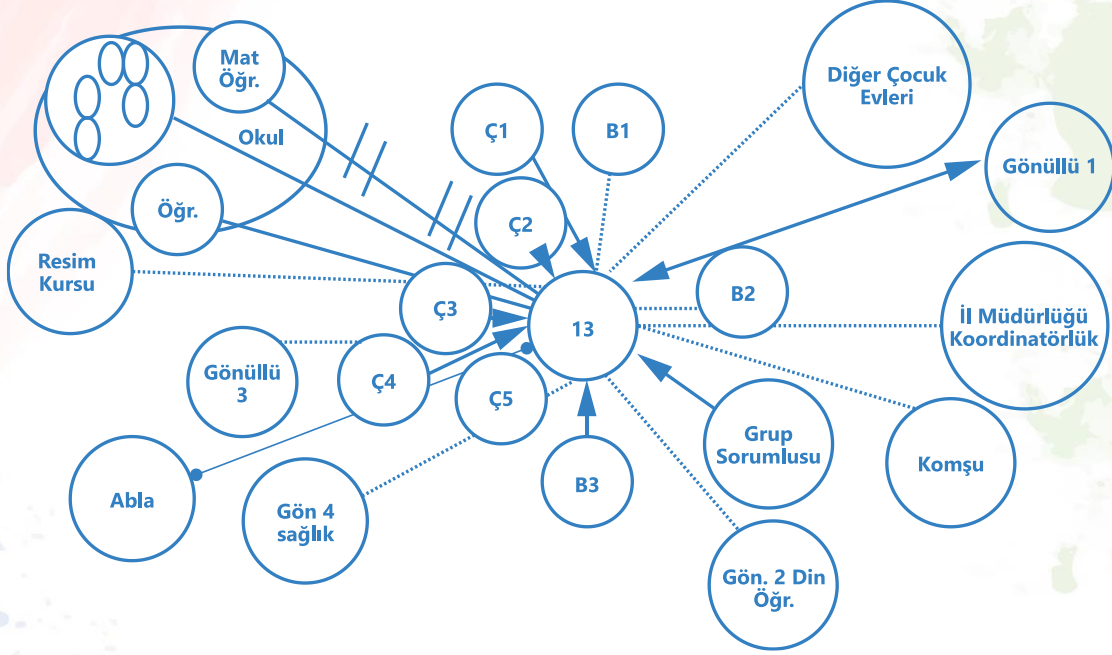 Mat
Öğr.
Okul
Ç1
B1
Diğer Çocuk
Evleri
Gönüllü 1
Öğr.
Ç2
Resim
Kursu
Ç3
13
B2
İl Müdürlüğü
Koordinatörlük
Gönüllü
3
Ç4
Ç5
Grup
Sorumlusu
Komşu
Abla
Gön 4
sağlık
B3
Gön. 2 Din
Öğr.